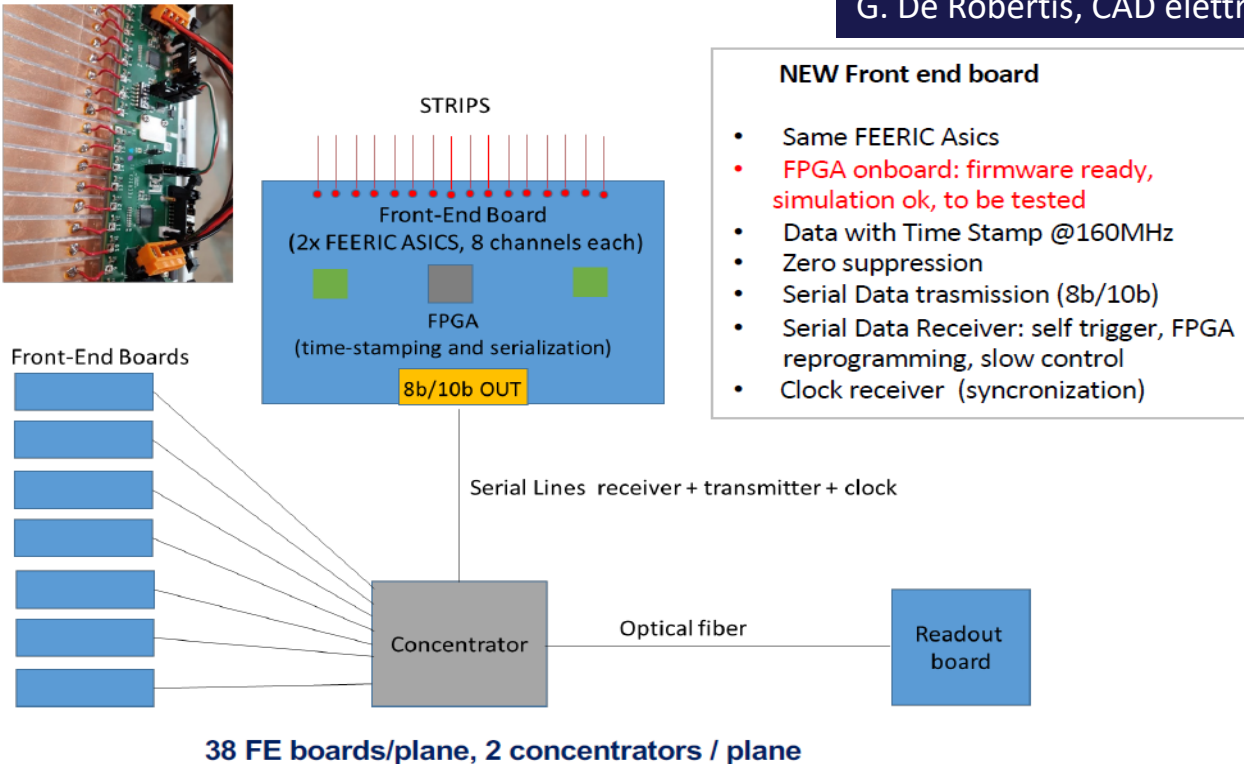 G. De Robertis, CAD elettr
NEW Front end board
• Same FEERIC Asics
• FPGA onboard: firmware ready,
simulation ok, to be tested
• Data with Time Stamp @160MHz
• Zero suppression
• Serial Data trasmission (8b/10b)
• Serial Data Receiver: self trigger, FPGA
reprogramming, slow control
• Clock receiver (syncronization)
STRIPS
Front-End Board
(2x FEERIC ASICS, 8 channels each)
FPGA
(time-stamping and serialization)
8b/10b OUT
Front-End Boards
Serial Lines receiver + transmitter + clock
Concentrator
Optical fiber
Readout
board
38 FE boards/plane, 2 concentrators / plane